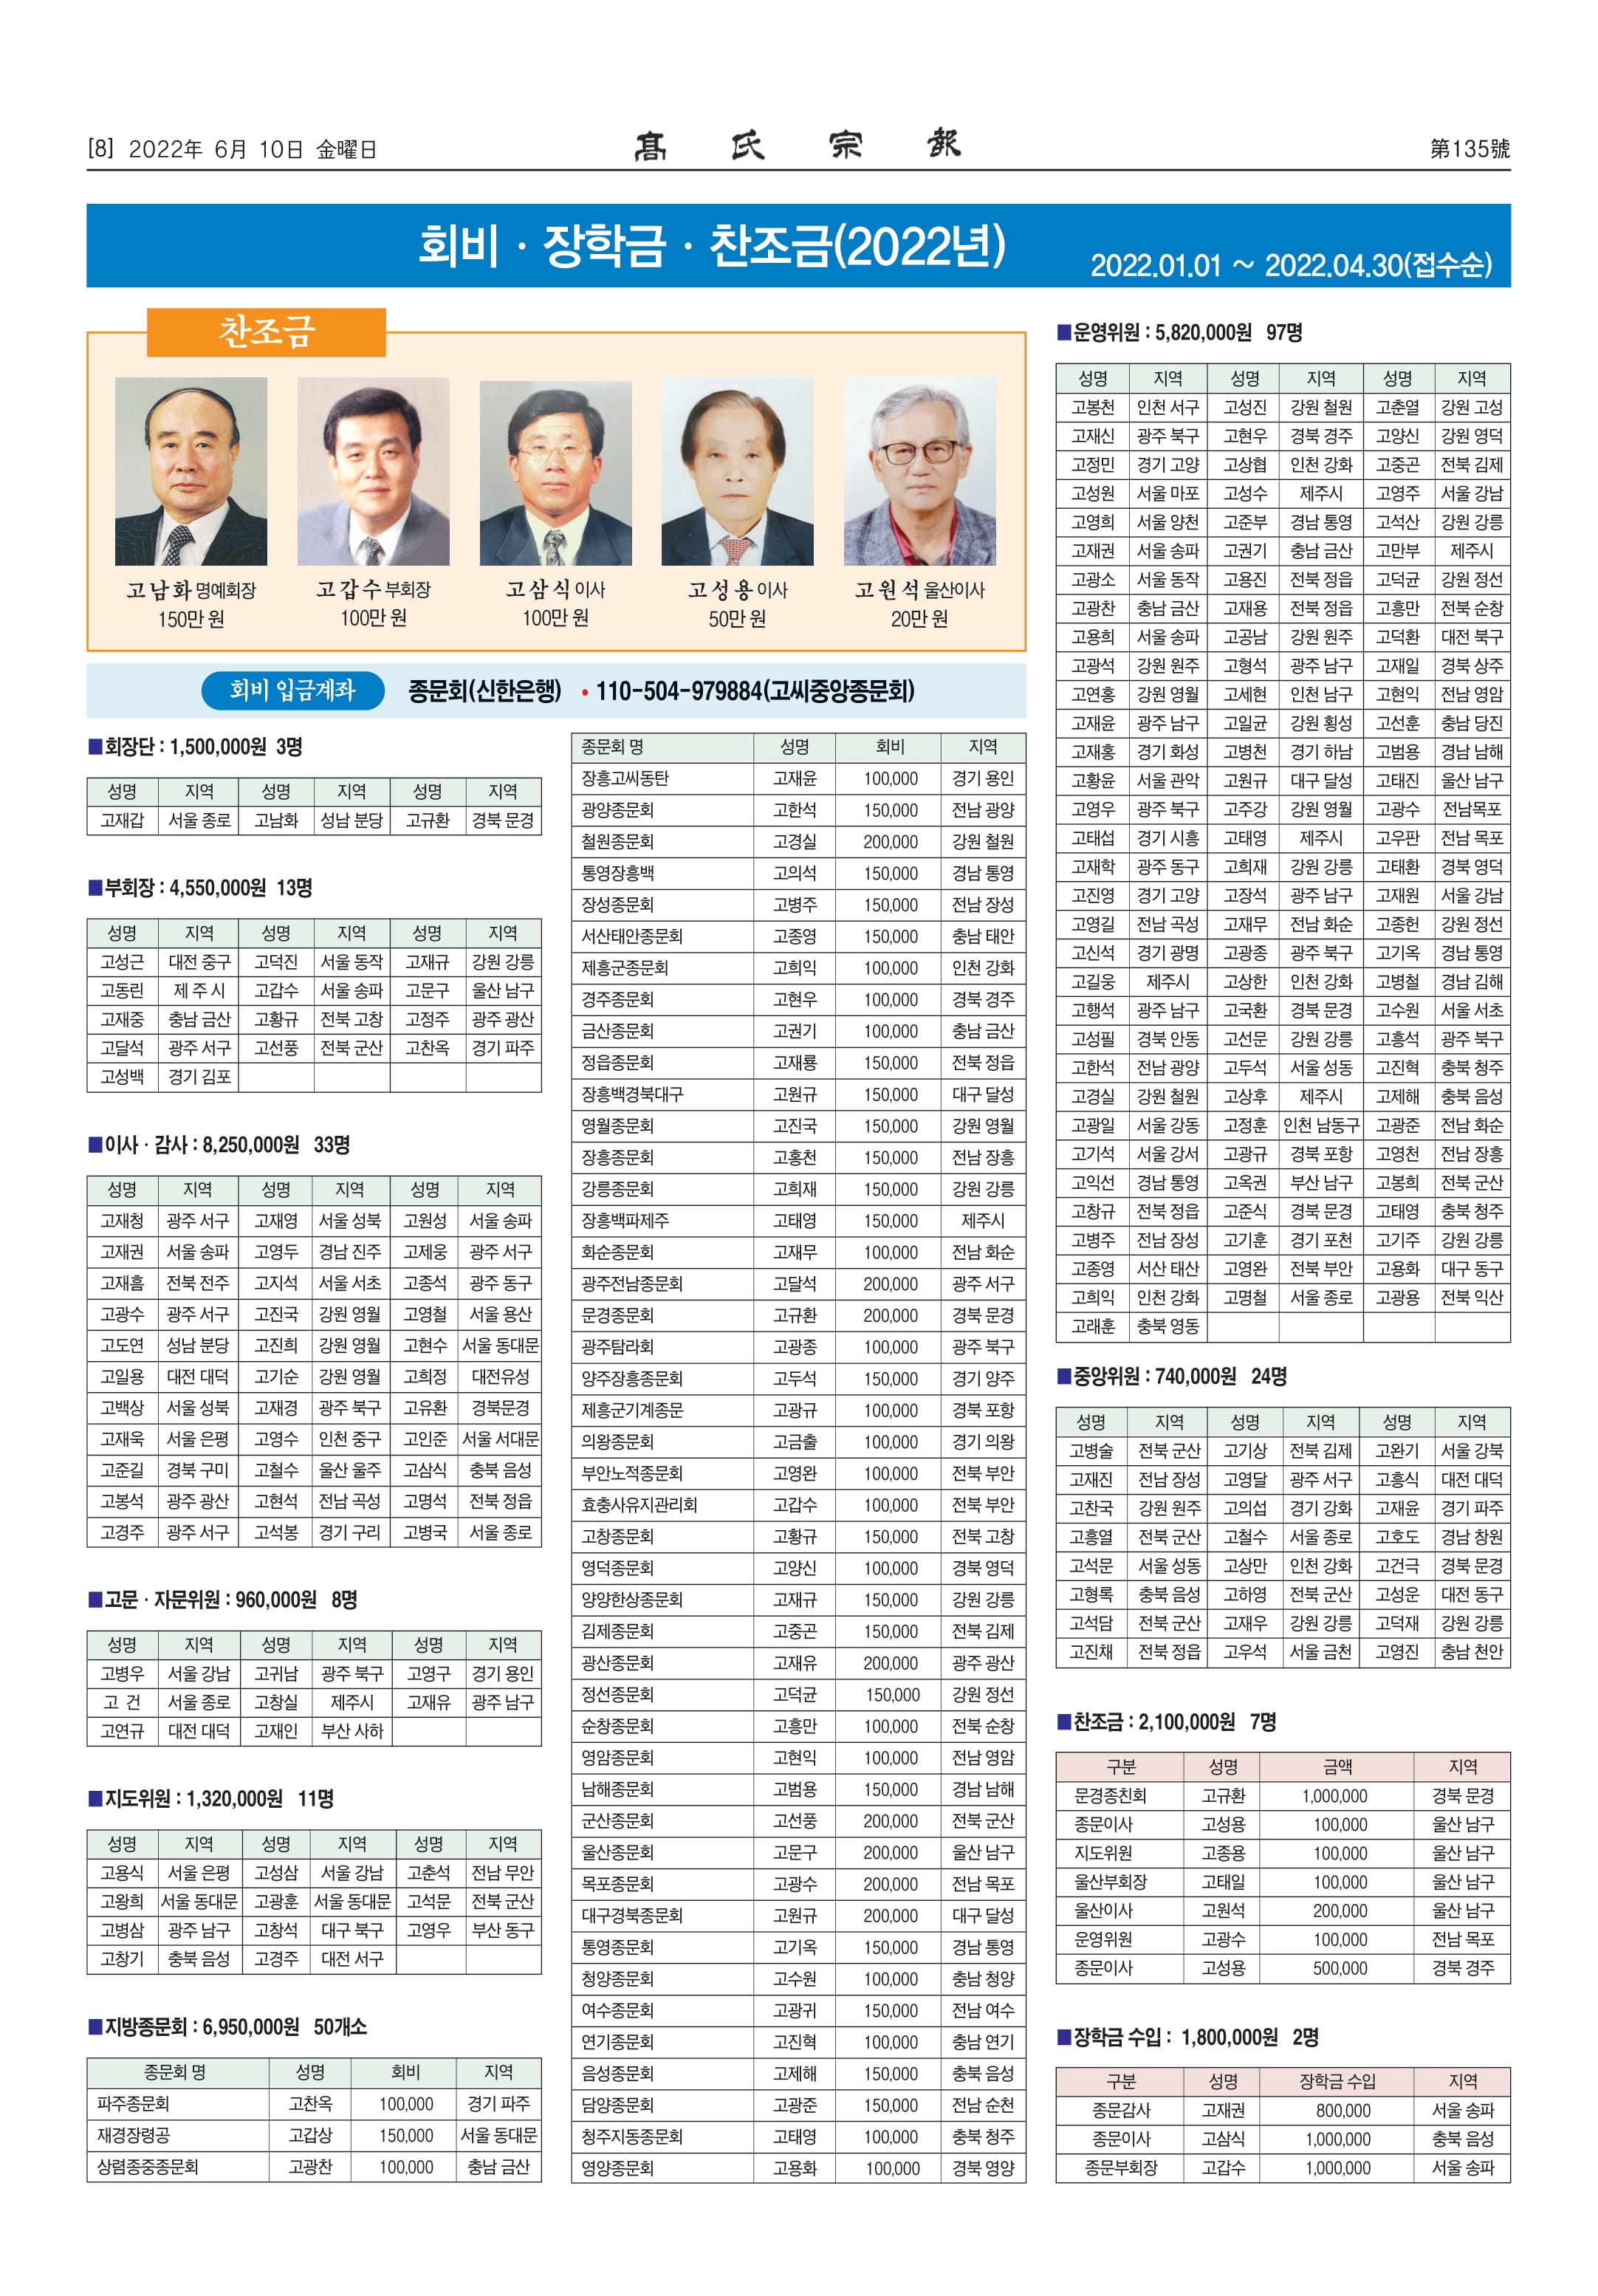 [8] 2022年 6月 10日 金曜日
髙氏宗報
第135號
회비 · 장학금 · 찬조금(2022년)
2022.01.01 ~ 2022.04.30(접수순)
찬조금
고남화 명예회장
150만 원
고갑수 부회장
100만 원
고삼식 이사
100만 원
고성용 이사
50만 원
고원석 울산이사
20만 원
회비 입금계좌 종문회(신한은행) • 110-504-979884(고씨중앙종문회)
■회장단 : 1,500,000원 3명
성명 지역 성명 지역 성명 지역
고재갑 서울 종로 고남화 성남 분당 고규환 경북 문경
■부회장 : 4,550,000원 13명
성명 지역 성명 지역 성명 지역
고성근 대전 중구 고덕진 서울 동작 고재규 강원 강릉
고동린 제 주 시 고갑수 서울 송파 고문구 울산 남구
고재중 충남 금산 고황규 전북 고창 고정주 광주 광산
고달석 광주 서구 고선풍 전북 군산 고찬옥 경기 파주
고성백 경기 김포
■이사 · 감사 : 8,250,000원 33명
성명 지역 성명 지역 성명 지역
고재청 광주 서구 고재영 서울 성북 고원성 서울 송파
고재권 서울 송파 고영두 경남 진주 고제웅 광주 서구
고재흠 전북 전주 고지석 서울 서초 고종석 광주 동구
고광수 광주 서구 고진국 강원 영월 고영철 서울 용산
고도연 성남 분당 고진희 강원 영월 고현수 서울 동대문
고일용 대전 대덕 고기순 강원 영월 고희정 대전유성
고백상 서울 성북 고재경 광주 북구 고유환 경북문경
고재욱 서울 은평 고영수 인천 중구 고인준 서울 서대문
고준길 경북 구미 고철수 울산 울주 고삼식 충북 음성
고봉석 광주 광산 고현석 전남 곡성 고명석 전북 정읍
고경주 광주 서구 고석봉 경기 구리 고병국 서울 종로
■고문 · 자문위원 : 960,000원 8명
성명 지역 성명 지역 성명 지역
고병우 서울 강남 고귀남 광주 북구 고영구 경기 용인
고 건 서울 종로 고창실 제주시 고재유 광주 남구
고연규 대전 대덕 고재인 부산 사하
■지도위원 : 1,320,000원 11명
성명 지역 성명 지역 성명 지역
고용식 서울 은평 고성삼 서울 강남 고춘석 전남 무안
고왕희 서울 동대문 고광훈 서울 동대문 고석문 전북 군산
고병삼 광주 남구 고창석 대구 북구 고영우 부산 동구
고창기 충북 음성 고경주 대전 서구
■지방종문회 : 6,950,000원 50개소
종문회 명 성명 회비 지역
파주종문회 고찬옥 100,000 경기 파주
재경장령공 고갑상 150,000 서울 동대문
상렴종중종문회 고광찬 100,000 충남 금산
종문회 명 성명 회비 지역
장흥고씨동탄 고재윤 100,000 경기 용인
광양종문회 고한석 150,000 전남 광양
철원종문회 고경실 200,000 강원 철원
통영장흥백 고의석 150,000 경남 통영
장성종문회 고병주 150,000 전남 장성
서산태안종문회 고종영 150,000 충남 태안
제흥군종문회 고희익 100,000 인천 강화
경주종문회 고현우 100,000 경북 경주
금산종문회 고권기 100,000 충남 금산
정읍종문회 고재룡 150,000 전북 정읍
장흥백경북대구 고원규 150,000 대구 달성
영월종문회 고진국 150,000 강원 영월
장흥종문회 고홍천 150,000 전남 장흥
강릉종문회 고희재 150,000 강원 강릉
장흥백파제주 고태영 150,000 제주시
화순종문회 고재무 100,000 전남 화순
광주전남종문회 고달석 200,000 광주 서구
문경종문회 고규환 200,000 경북 문경
광주탐라회 고광종 100,000 광주 북구
양주장흥종문회 고두석 150,000 경기 양주
제흥군기계종문 고광규 100,000 경북 포항
의왕종문회 고금출 100,000 경기 의왕
부안노적종문회 고영완 100,000 전북 부안
효충사유지관리회 고갑수 100,000 전북 부안
고창종문회 고황규 150,000 전북 고창
영덕종문회 고양신 100,000 경북 영덕
양양한상종문회 고재규 150,000 강원 강릉
김제종문회 고중곤 150,000 전북 김제
광산종문회 고재유 200,000 광주 광산
정선종문회 고덕균 150,000 강원 정선
순창종문회 고흥만 100,000 전북 순창
영암종문회 고현익 100,000 전남 영암
남해종문회 고범용 150,000 경남 남해
군산종문회 고선풍 200,000 전북 군산
울산종문회 고문구 200,000 울산 남구
목포종문회 고광수 200,000 전남 목포
대구경북종문회 고원규 200,000 대구 달성
통영종문회 고기옥 150,000 경남 통영
청양종문회 고수원 100,000 충남 청양
여수종문회 고광귀 150,000 전남 여수
연기종문회 고진혁 100,000 충남 연기
음성종문회 고제해 150,000 충북 음성
담양종문회 고광준 150,000 전남 순천
청주지동종문회 고태영 100,000 충북 청주
영양종문회 고용화 100,000 경북 영양
■운영위원 : 5,820,000원 97명
성명 지역 성명 지역 성명 지역
고봉천 인천 서구 고성진 강원 철원 고춘열 강원 고성
고재신 광주 북구 고현우 경북 경주 고양신 강원 영덕
고정민 경기 고양 고상협 인천 강화 고중곤 전북 김제
고성원 서울 마포 고성수 제주시 고영주 서울 강남
고영희 서울 양천 고준부 경남 통영 고석산 강원 강릉
고재권 서울 송파 고권기 충남 금산 고만부 제주시
고광소 서울 동작 고용진 전북 정읍 고덕균 강원 정선
고광찬 충남 금산 고재용 전북 정읍 고흥만 전북 순창
고용희 서울 송파 고공남 강원 원주 고덕환 대전 북구
고광석 강원 원주 고형석 광주 남구 고재일 경북 상주
고연홍 강원 영월 고세현 인천 남구 고현익 전남 영암
고재윤 광주 남구 고일균 강원 횡성 고선훈 충남 당진
고재홍 경기 화성 고병천 경기 하남 고범용 경남 남해
고황윤 서울 관악 고원규 대구 달성 고태진 울산 남구
고영우 광주 북구 고주강 강원 영월 고광수 전남목포
고태섭 경기 시흥 고태영 제주시 고우판 전남 목포
고재학 광주 동구 고희재 강원 강릉 고태환 경북 영덕
고진영 경기 고양 고장석 광주 남구 고재원 서울 강남
고영길 전남 곡성 고재무 전남 화순 고종헌 강원 정선
고신석 경기 광명 고광종 광주 북구 고기옥 경남 통영
고길웅 제주시 고상한 인천 강화 고병철 경남 김해
고행석 광주 남구 고국환 경북 문경 고수원 서울 서초
고성필 경북 안동 고선문 강원 강릉 고흥석 광주 북구
고한석 전남 광양 고두석 서울 성동 고진혁 충북 청주
고경실 강원 철원 고상후 제주시 고제해 충북 음성
고광일 서울 강동 고정훈 인천 남동구 고광준 전남 화순
고기석 서울 강서 고광규 경북 포항 고영천 전남 장흥
고익선 경남 통영 고옥권 부산 남구 고봉희 전북 군산
고창규 전북 정읍 고준식 경북 문경 고태영 충북 청주
고병주 전남 장성 고기훈 경기 포천 고기주 강원 강릉
고종영 서산 태산 고영완 전북 부안 고용화 대구 동구
고희익 인천 강화 고명철 서울 종로 고광용 전북 익산
고래훈 충북 영동
■중앙위원 : 740,000원 24명
성명 지역 성명 지역 성명 지역
고병술 전북 군산 고기상 전북 김제 고완기 서울 강북
고재진 전남 장성 고영달 광주 서구 고흥식 대전 대덕
고찬국 강원 원주 고의섭 경기 강화 고재윤 경기 파주
고흥열 전북 군산 고철수 서울 종로 고호도 경남 창원
고석문 서울 성동 고상만 인천 강화 고건극 경북 문경
고형록 충북 음성 고하영 전북 군산 고성운 대전 동구
고석담 전북 군산 고재우 강원 강릉 고덕재 강원 강릉
고진채 전북 정읍 고우석 서울 금천 고영진 충남 천안
■찬조금 : 2,100,000원 7명
구분 성명 금액 지역
문경종친회 고규환 1,000,000 경북 문경
종문이사 고성용 100,000 울산 남구
지도위원 고종용 100,000 울산 남구
울산부회장 고태일 100,000 울산 남구
울산이사 고원석 200,000 울산 남구
운영위원 고광수 100,000 전남 목포
종문이사 고성용 500,000 경북 경주
■장학금 수입 : 1,800,000원 2명
구분 성명 장학금 수입 지역
종문감사 고재권 800,000 서울 송파
종문이사 고삼식 1,000,000 충북 음성
종문부회장 고갑수 1,000,000 서울 송파